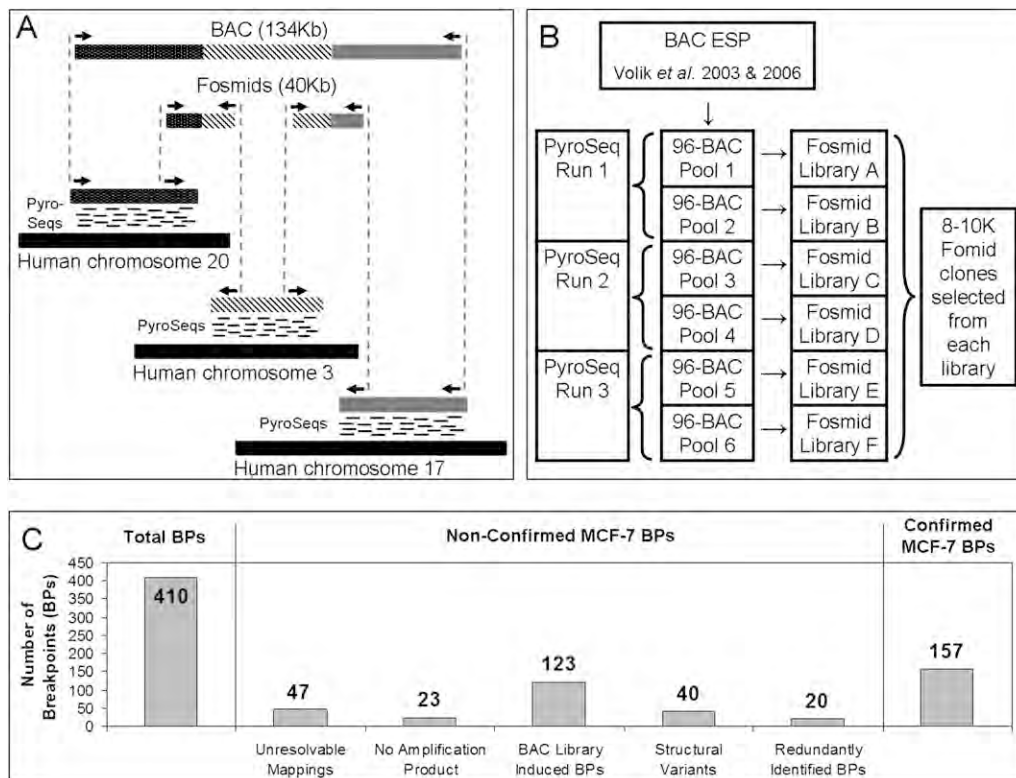 A
BAC (134Kb)
Fosmids (40Kb)
Pyro-
Seqs
Human chromosome 20
PyroSeqs
Human chromosome 3
PyroSeqs
Human chromosome 17
B
BAC ESP
Volik et al. 2003 & 2006
PyroSeq
Run 1
96-BAC
Pool 1
Fosmid
Library A
96-BAC
Pool 2
Fosmid
Library B
PyroSeq
Run 2
96-BAC
Pool 3
Fosmid
Library C
96-BAC
Pool 4
Fosmid
Library D
PyroSeq
Run 3
96-BAC
Pool 5
Fosmid
Library E
96-BAC
Pool 6
Fosmid
Library F
8-10K
Fomid
clones
selected
from
each
library
C
Total BPs
Non-Confirmed MCF-7 BPs
Confirmed
MCF-7 BPs
Number of
Breakpoints (BPs)
450
400
350
300
250
200
150
100
50
0
410
47
23
123
40
20
157
Unresolvable
Mappings
No Amplification
Product
BAC Library
Induced BPs
Structural
Variants
Redundantly
Identified BPs